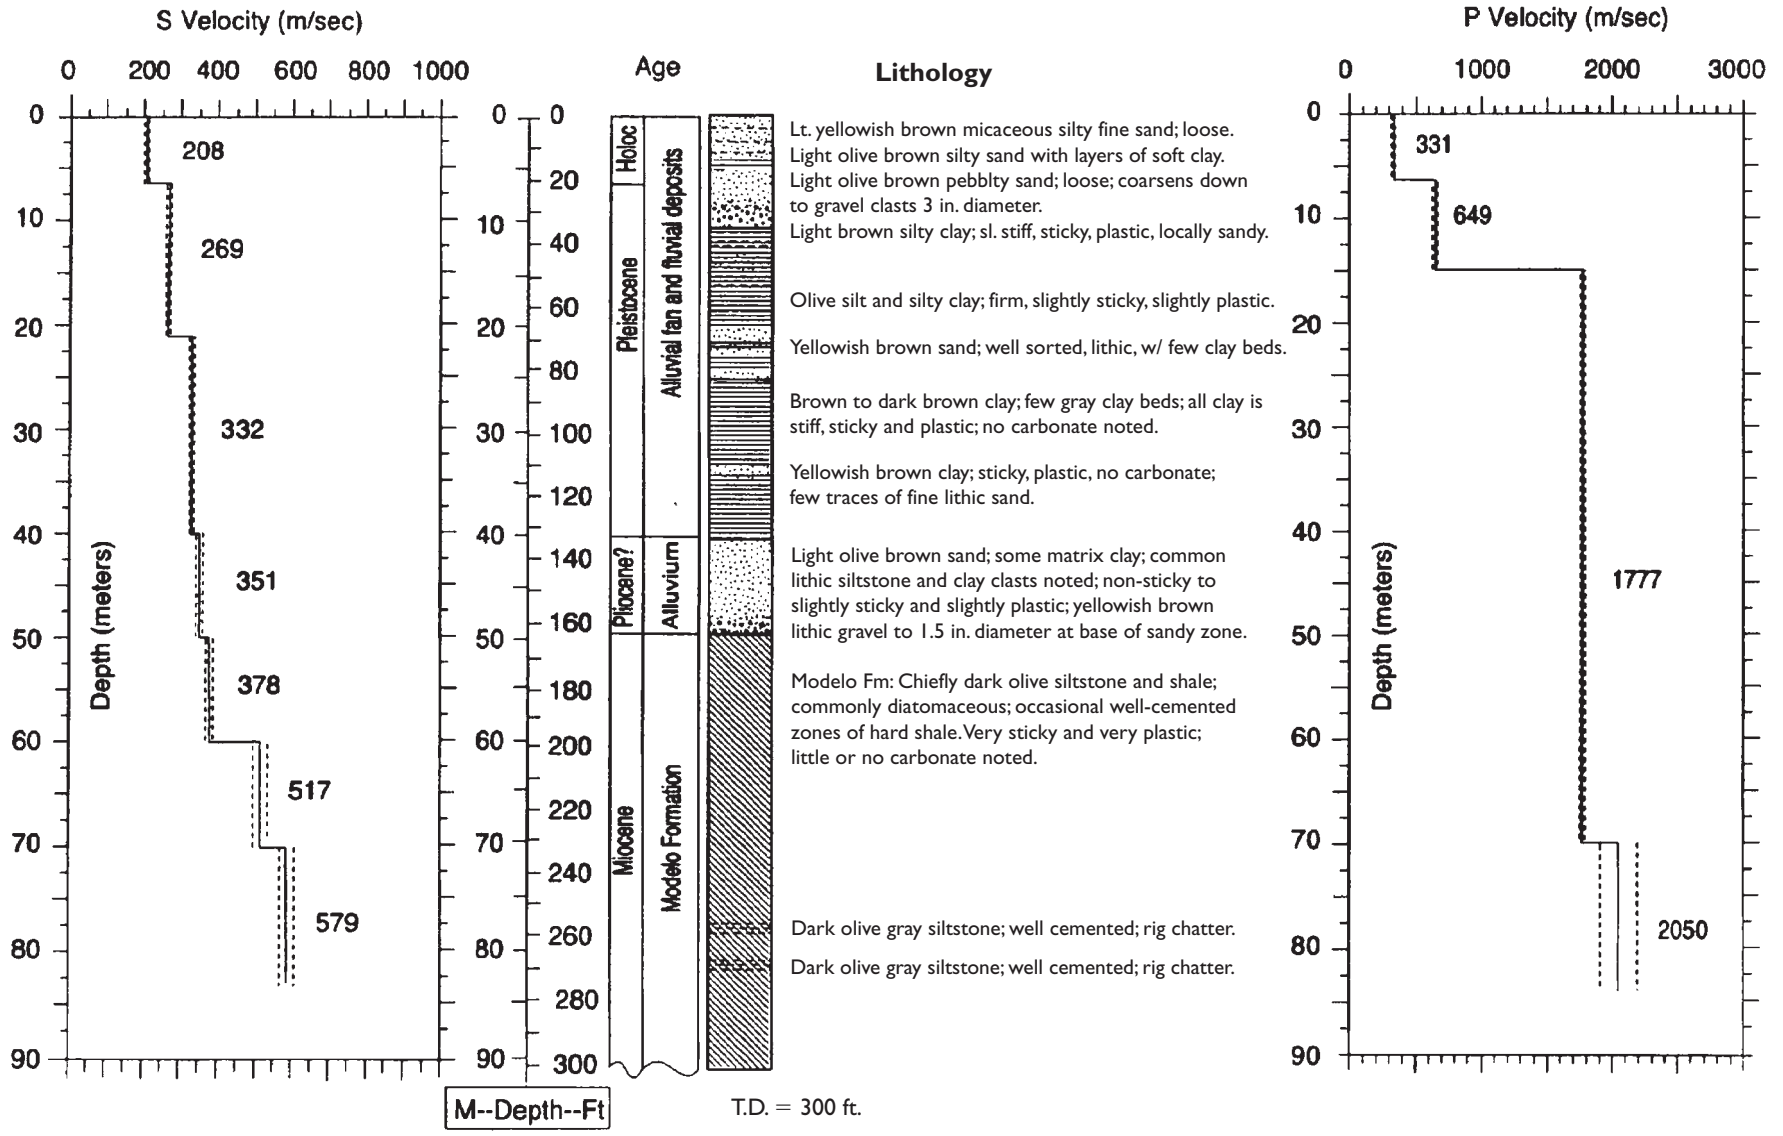 S Velocity (m/sec)
0 200 400 600 800 1000
0
10
20
30
40
50
60
70
80
90
Depth (meters)
208
269
332
351
378
517
579
0
10
20
30
40
50
60
70
80
90
0
20
40
60
80
100
120
140
160
180
200
220
240
260
280
300
M--Depth--Ft
Age
Holoc
Pleistocene
Pliocene?
Miocene
Alluvial fan and fluvial deposits
Alluvium
Modelo Formation
Lithology
Lt. yellowish brown micaceous silty fine sand; loose.
Light olive brown silty sand with layers of soft clay.
Light olive brown pebblty sand; loose; coarsens down
to gravel clasts 3 in. diameter.
Light brown silty clay; sl. stiff, sticky, plastic, locally sandy.
Olive silt and silty clay; firm, slightly sticky, slightly plastic.
Yellowish brown sand; well sorted, lithic, w/ few clay beds.
Brown to dark brown clay; few gray clay beds; all clay is
stiff, sticky and plastic; no carbonate noted.
Yellowish brown clay; sticky, plastic, no carbonate;
few traces of fine lithic sand.
Light olive brown sand; some matrix clay; common
lithic siltstone and clay clasts noted; non-sticky to
slightly sticky and slightly plastic; yellowish brown
lithic gravel to 1.5 in. diameter at base of sandy zone.
Modelo Fm: Chiefly dark olive siltstone and shale;
commonly diatomaceous; occasional well-cemented
zones of hard shale. Very sticky and very plastic;
little or no carbonate noted.
Dark olive gray siltstone; well cemented; rig chatter.
Dark olive gray siltstone; well cemented; rig chatter.
T.D. = 300 ft.
P Velocity (m/sec)
0 1000 2000 3000
0
10
20
30
40
50
60
70
80
90
Depth (meters)
331
649
1777
2050